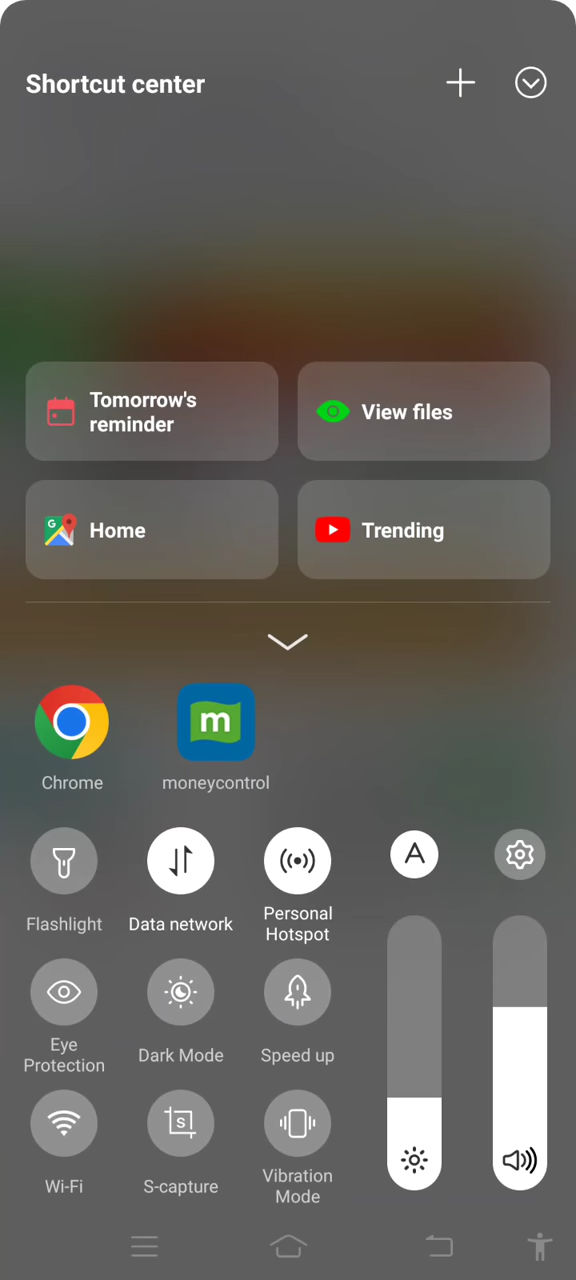 Shortcut center
Tomorrow's
reminder
View files
G
Home
Trending
m
Chrome
moneycontrol
A
Flashlight
Data network
Personal
Hotspot
Eye
Protection
Dark Mode
Speed up
S
Wi-Fi
S-capture
Vibration
Mode